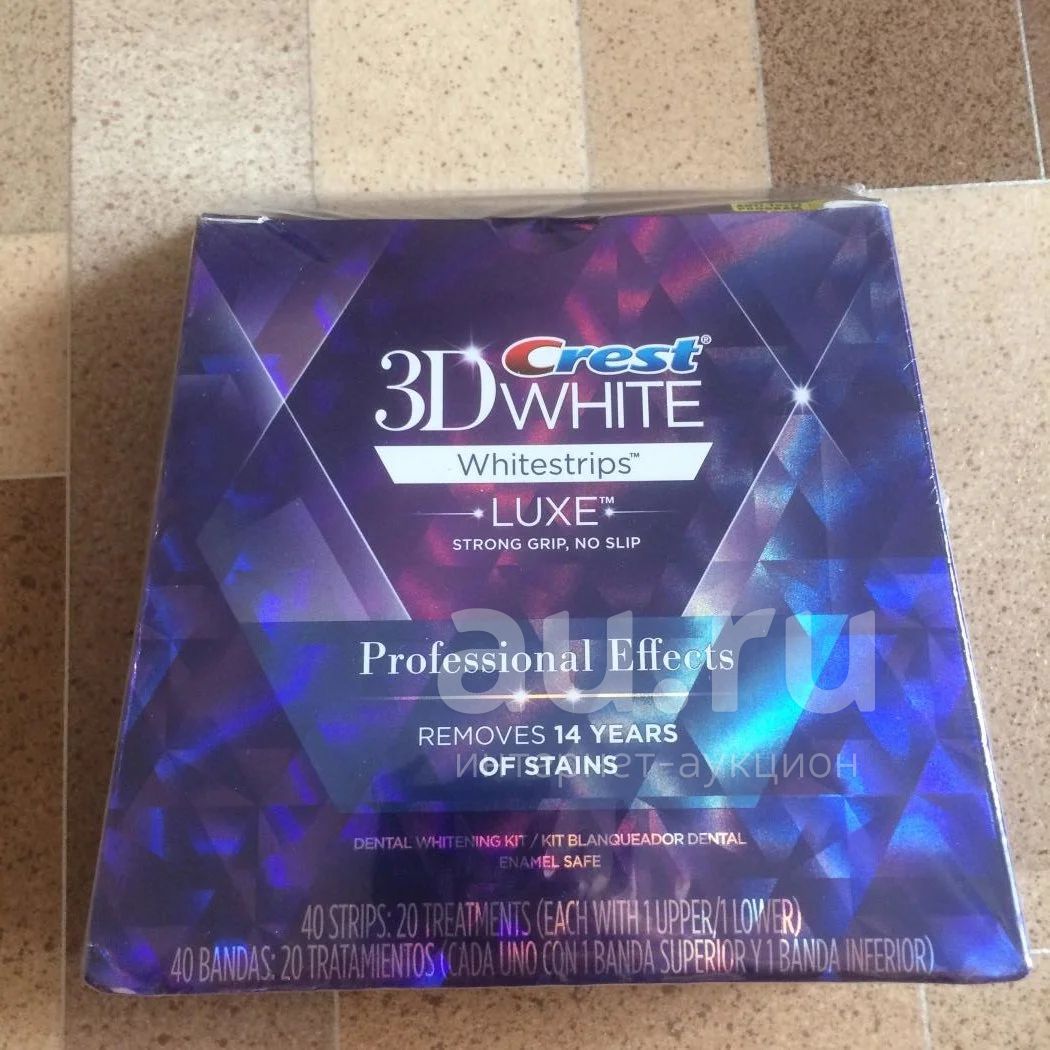 Crest®
3D WHITE
Whitestrips™
LUXE™
STRONG GRIP, NO SLIP
au.ru
Professional Effects
REMOVES 14 YEARS
OF STAINS
интернет-аукцион
DENTAL WHITENING KIT / KIT BLANQUEADOR DENTAL
ENAMEL SAFE
40 STRIPS: 20 TREATMENTS (EACH WITH 1 UPPER/1 LOWER)
40 BANDAS: 20 TRATAMIENTOS (CADA UNO CON 1 BANDA SUPERIOR Y 1 BANDA INFERIOR)